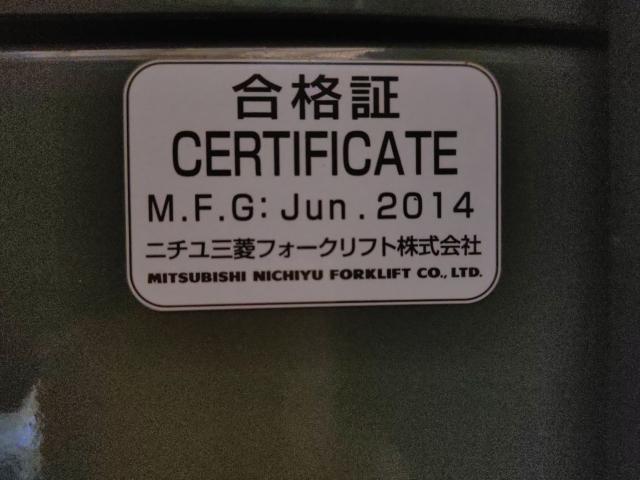 合格証
CERTIFICATE
M.F.G: Jun. 2014
ニチユ三菱フォークリフト株式会社
MITSUBISHI NICHIYU FORKLIFT CO., LTD.